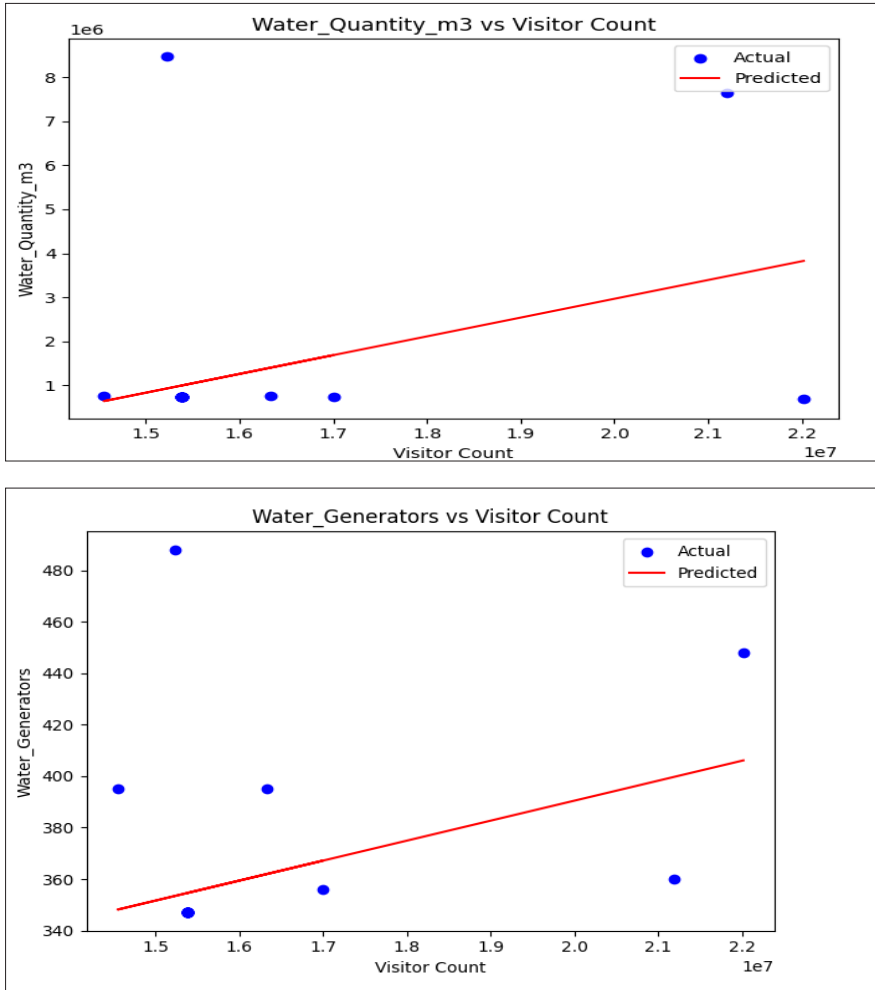 Water_Quantity_m3 vs Visitor Count
1e6
Actual
Predicted
8
7
6
5
4
3
2
1
Water_Quantity_m3
1.5 1.6 1.7 1.8 1.9 2.0 2.1 2.2
Visitor Count
1e7
Water_Generators vs Visitor Count
Actual
Predicted
480
460
440
420
400
380
360
340
Water_Generators
1.5 1.6 1.7 1.8 1.9 2.0 2.1 2.2
Visitor Count
1e7